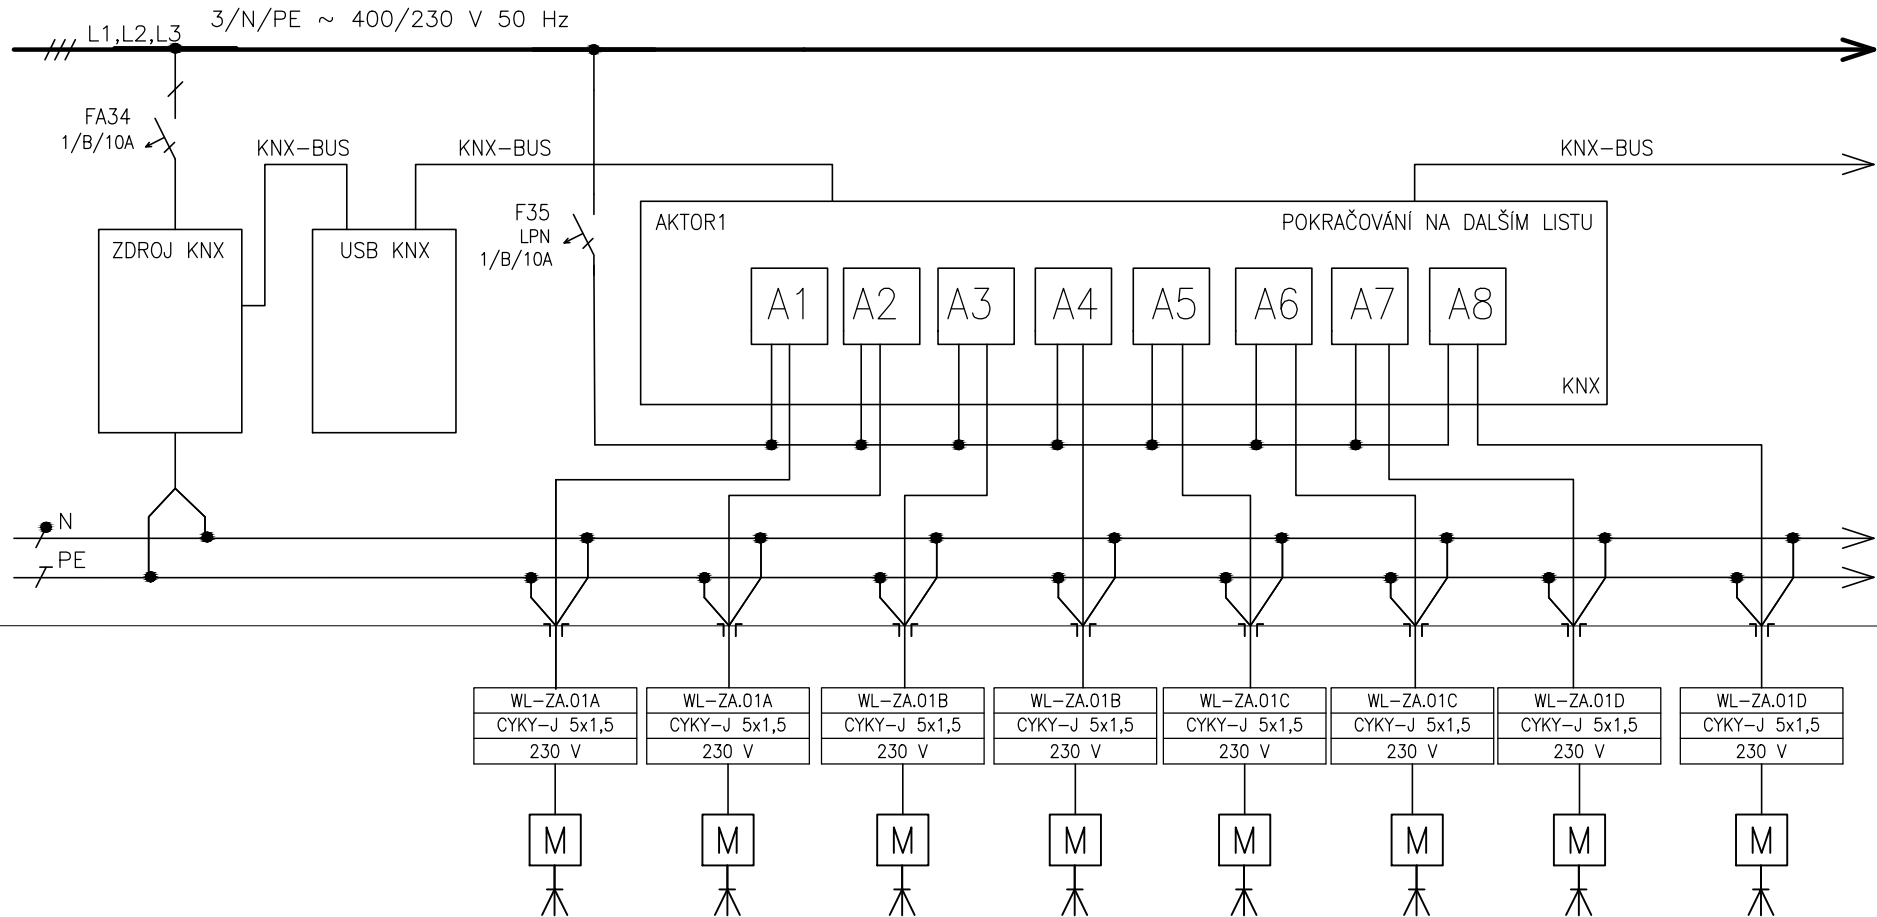 3/N/PE ~ 400/230 V 50 Hz
L1,L2,L3
FA34
1/B/10A
KNX-BUS
KNX-BUS
KNX-BUS
F35
LPN
1/B/10A
ZDROJ KNX
USB KNX
AKTOR1
POKRAČOVÁNÍ NA DALŠÍM LISTU
A1
A2
A3
A4
A5
A6
A7
A8
KNX
N
PE
WL-ZA.01A
CYKY-J 5x1,5
230 V
M
WL-ZA.01A
CYKY-J 5x1,5
230 V
M
WL-ZA.01B
CYKY-J 5x1,5
230 V
M
WL-ZA.01B
CYKY-J 5x1,5
230 V
M
WL-ZA.01C
CYKY-J 5x1,5
230 V
M
WL-ZA.01C
CYKY-J 5x1,5
230 V
M
WL-ZA.01D
CYKY-J 5x1,5
230 V
M
WL-ZA.01D
CYKY-J 5x1,5
230 V
M